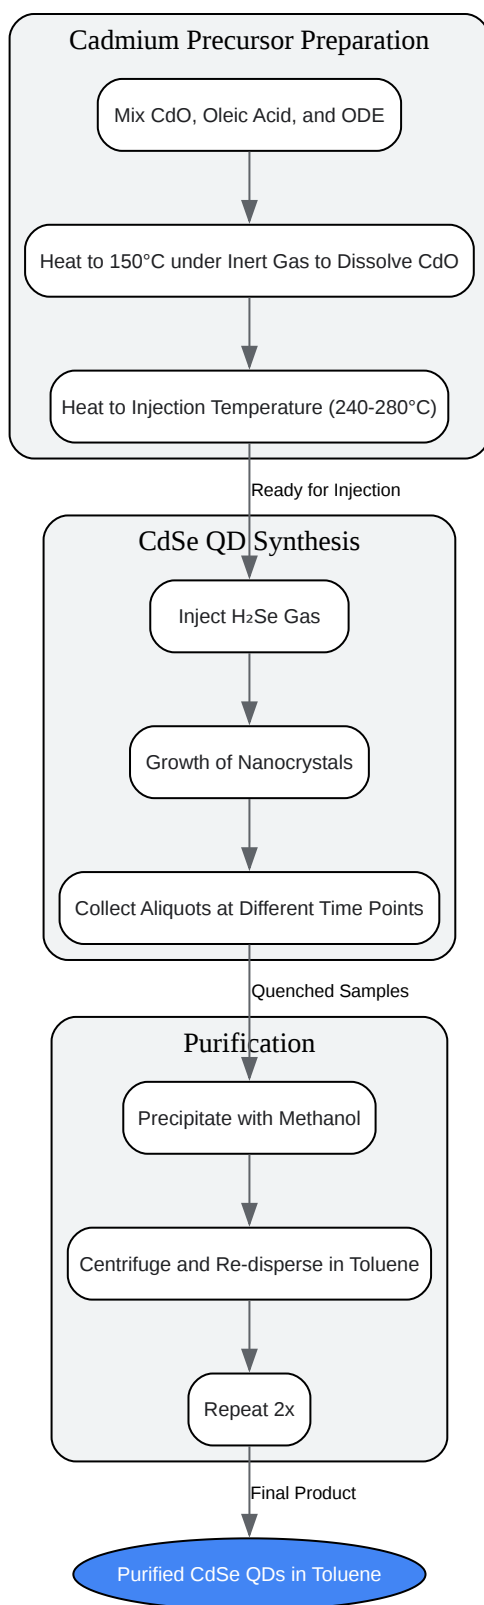 Cadmium Precursor Preparation
Mix CdO, Oleic Acid, and ODE
Heat to 150°C under Inert Gas to Dissolve CdO
Heat to Injection Temperature (240-280°C)
Ready for Injection
CdSe QD Synthesis
Inject H₂Se Gas
Growth of Nanocrystals
Collect Aliquots at Different Time Points
Quenched Samples
Purification
Precipitate with Methanol
Centrifuge and Re-disperse in Toluene
Repeat 2x
Final Product
Purified CdSe QDs in Toluene